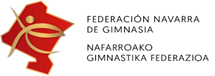 FEDERACIÓN NAVARRA
DE GIMNASIA
NAFARROAKO
GIMNASTIKA FEDERAZIOA